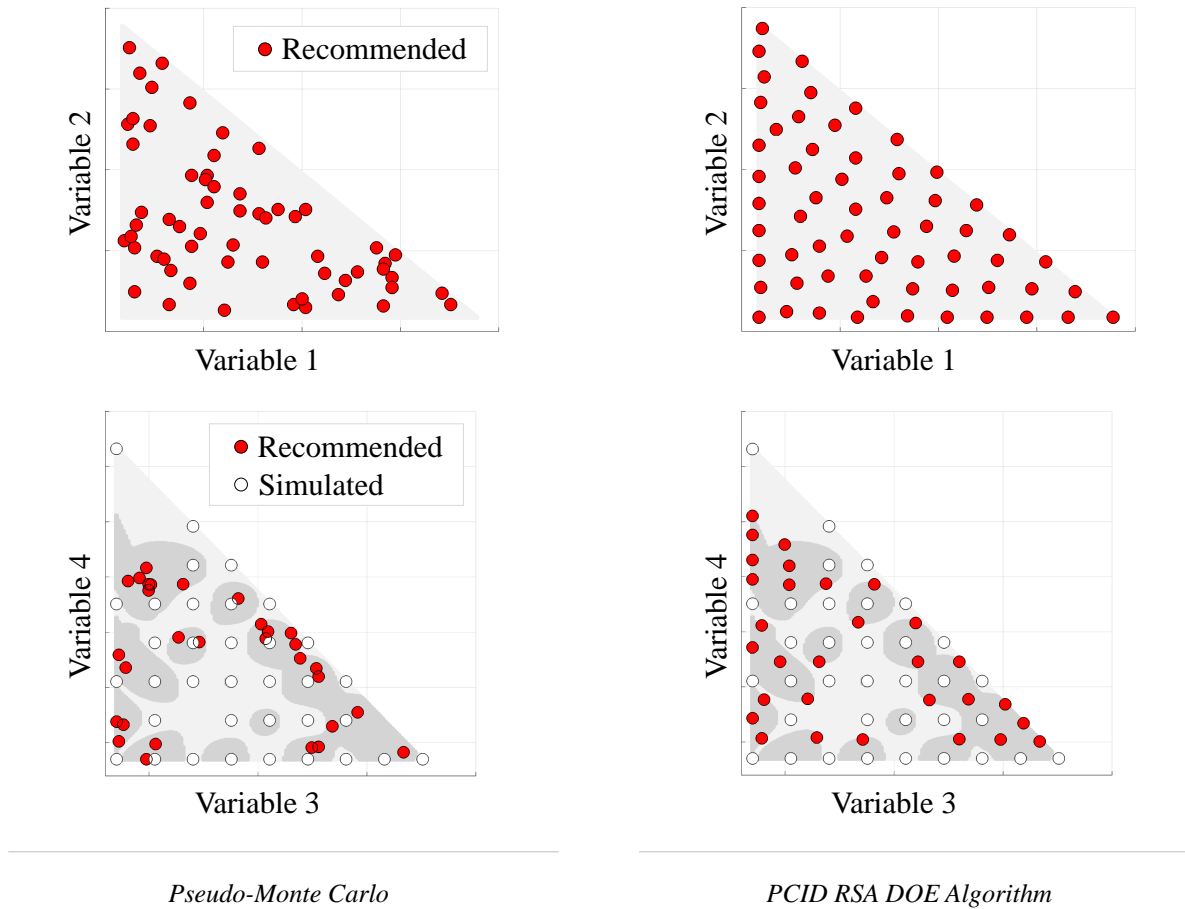 Recommended
Variable 2
Variable 1
Variable 2
Variable 1
Recommended
Simulated
Variable 4
Variable 3
Variable 4
Variable 3
Pseudo-Monte Carlo
PCID RSA DOE Algorithm